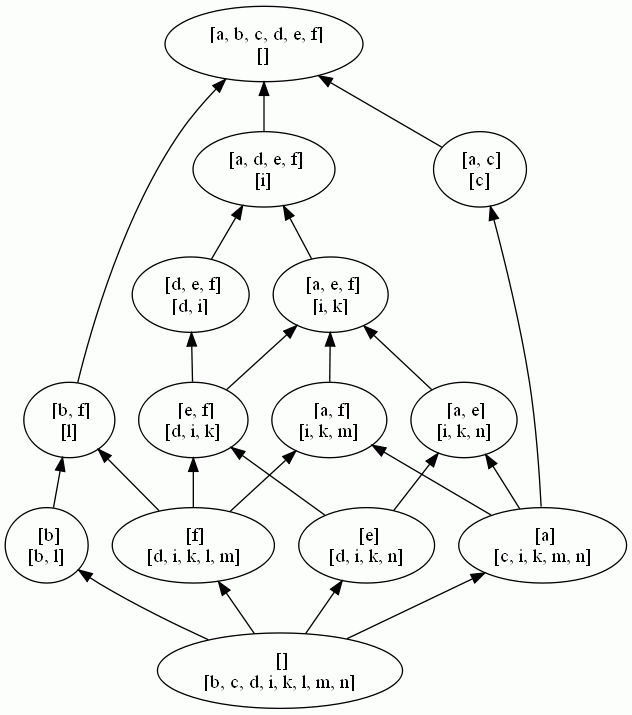 [a, b, c, d, e, f]
[]
[a, d, e, f]
[i]
[a, c]
[c]
[d, e, f]
[d, i]
[a, e, f]
[i, k]
[b, f]
[l]
[e, f]
[d, i, k]
[a, f]
[i, k, m]
[a, e]
[i, k, n]
[b]
[b, l]
[f]
[d, i, k, l, m]
[e]
[d, i, k, n]
[a]
[c, i, k, m, n]
[]
[b, c, d, i, k, l, m, n]